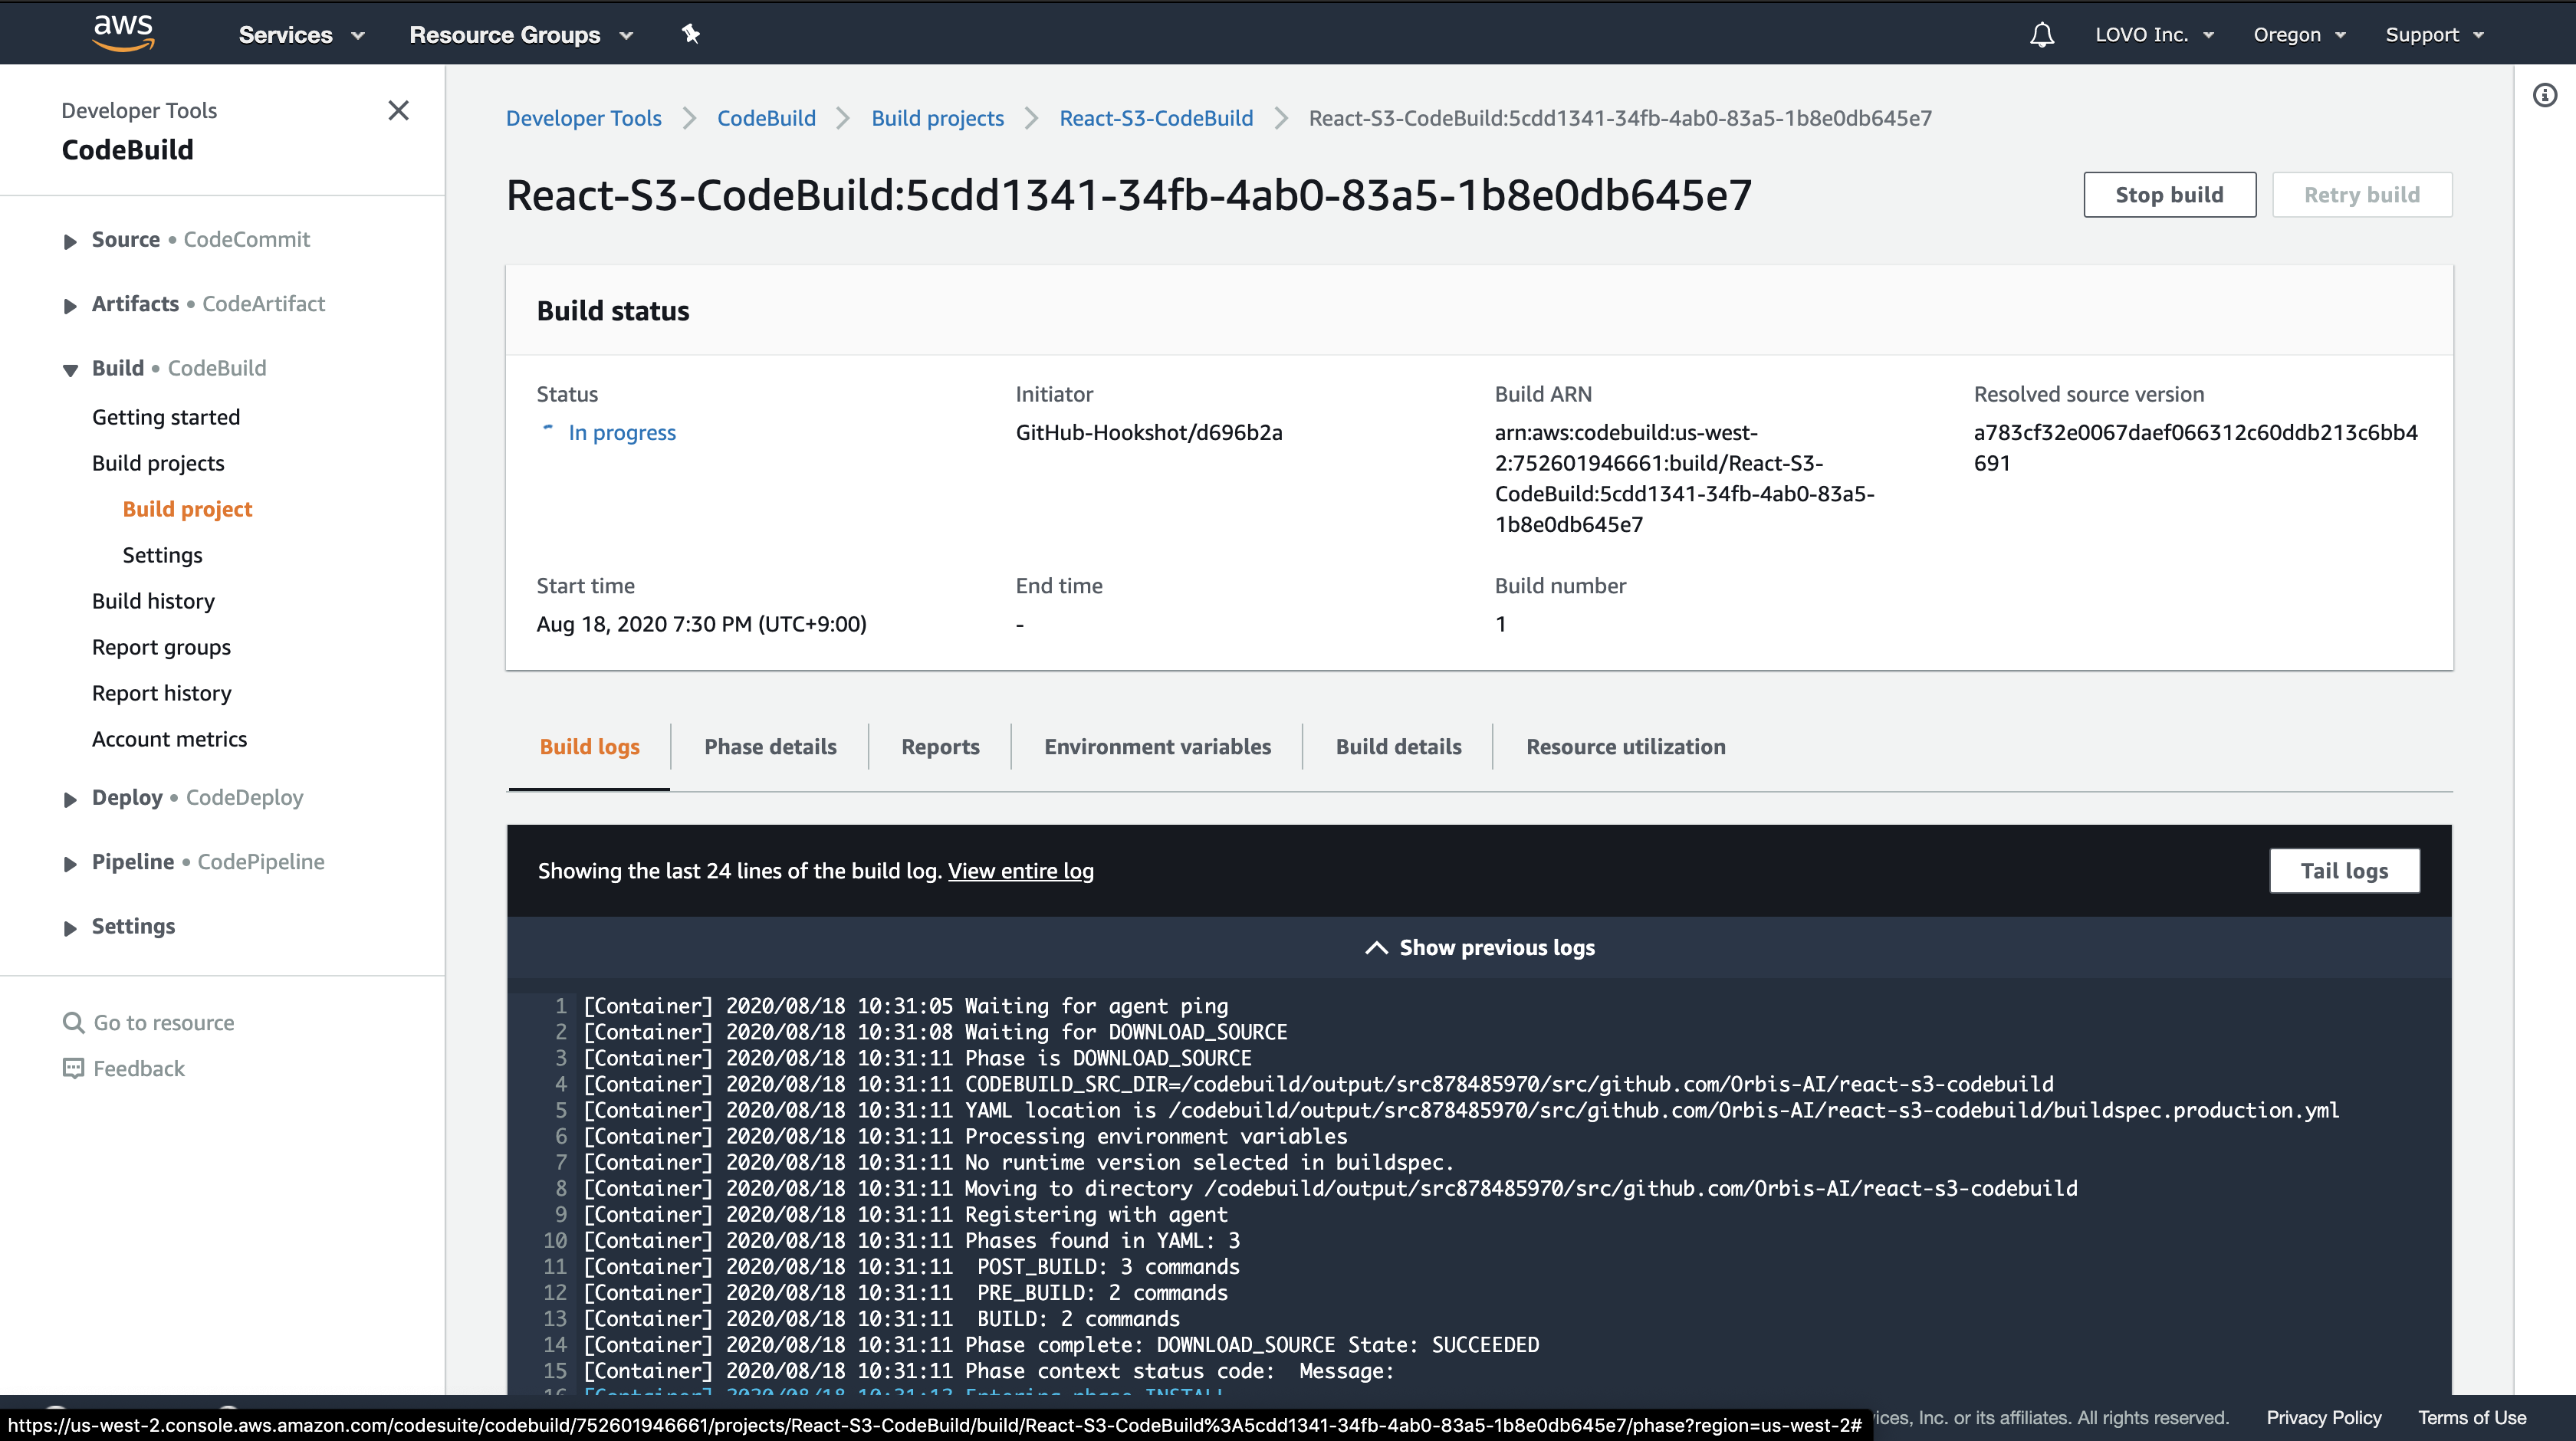 aws Services Resource Groups LOVO Inc. Oregon Support
Developer Tools
CodeBuild
Source • CodeCommit
Artifacts • CodeArtifact
Build • CodeBuild
Getting started
Build projects
Build project
Settings
Build history
Report groups
Report history
Account metrics
Deploy • CodeDeploy
Pipeline • CodePipeline
Settings
Go to resource
Feedback
Developer Tools CodeBuild Build projects React-S3-CodeBuild React-S3-CodeBuild:5cdd1341-34fb-4ab0-83a5-1b8e0db645e7
React-S3-CodeBuild:5cdd1341-34fb-4ab0-83a5-1b8e0db645e7
Stop build Retry build
Build status
Status
In progress
Initiator
GitHub-Hookshot/d696b2a
Build ARN
arn:aws:codebuild:us-west-
2:752601946661:build/React-S3-
CodeBuild:5cdd1341-34fb-4ab0-83a5-
1b8e0db645e7
Resolved source version
a783cf32e0067daef066312c60ddb213c6bb4
691
Start time
Aug 18, 2020 7:30 PM (UTC+9:00)
End time
-
Build number
1
Build logs Phase details Reports Environment variables Build details Resource utilization
Showing the last 24 lines of the build log. View entire log
Tail logs
Show previous logs
1 [Container] 2020/08/18 10:31:05 Waiting for agent ping
2 [Container] 2020/08/18 10:31:08 Waiting for DOWNLOAD_SOURCE
3 [Container] 2020/08/18 10:31:11 Phase is DOWNLOAD_SOURCE
4 [Container] 2020/08/18 10:31:11 CODEBUILD_SRC_DIR=/codebuild/output/src878485970/src/github.com/Orbis-AI/react-s3-codebuild
5 [Container] 2020/08/18 10:31:11 YAML location is /codebuild/output/src878485970/src/github.com/Orbis-AI/react-s3-codebuild/buildspec.production.yml
6 [Container] 2020/08/18 10:31:11 Processing environment variables
7 [Container] 2020/08/18 10:31:11 No runtime version selected in buildspec.
8 [Container] 2020/08/18 10:31:11 Moving to directory /codebuild/output/src878485970/src/github.com/Orbis-AI/react-s3-codebuild
9 [Container] 2020/08/18 10:31:11 Registering with agent
10 [Container] 2020/08/18 10:31:11 Phases found in YAML: 3
11 [Container] 2020/08/18 10:31:11  POST_BUILD: 3 commands
12 [Container] 2020/08/18 10:31:11  PRE_BUILD: 2 commands
13 [Container] 2020/08/18 10:31:11  BUILD: 2 commands
14 [Container] 2020/08/18 10:31:11 Phase complete: DOWNLOAD_SOURCE State: SUCCEEDED
15 [Container] 2020/08/18 10:31:11 Phase context status code:  Message:
16 [Container] 2020/08/18 10:31:13 Entering phase INSTALL
https://us-west-2.console.aws.amazon.com/codesuite/codebuild/752601946661/projects/React-S3-CodeBuild/build/React-S3-CodeBuild%3A5cdd1341-34fb-4ab0-83a5-1b8e0db645e7/phase?region=us-west-2#
Inc. or its affiliates. All rights reserved. Privacy Policy Terms of Use